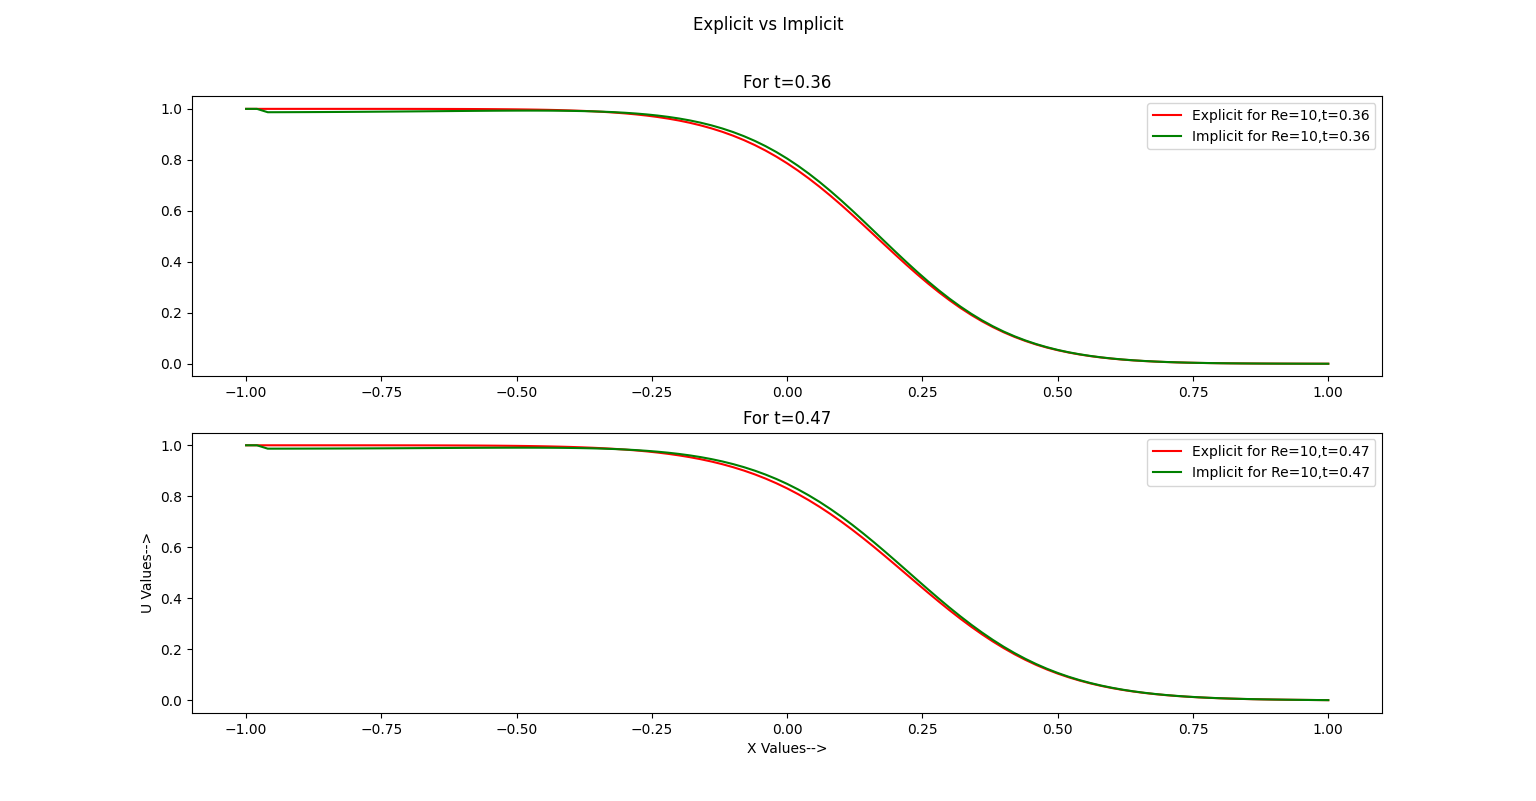 Explicit vs Implicit
For t=0.36
1.0
0.8
0.6
0.4
0.2
0.0
Explicit for Re=10,t=0.36
Implicit for Re=10,t=0.36
−1.00 −0.75 −0.50 −0.25 0.00 0.25 0.50 0.75 1.00
For t=0.47
U Values-->
1.0
0.8
0.6
0.4
0.2
0.0
Explicit for Re=10,t=0.47
Implicit for Re=10,t=0.47
−1.00 −0.75 −0.50 −0.25 0.00 0.25 0.50 0.75 1.00
X Values-->